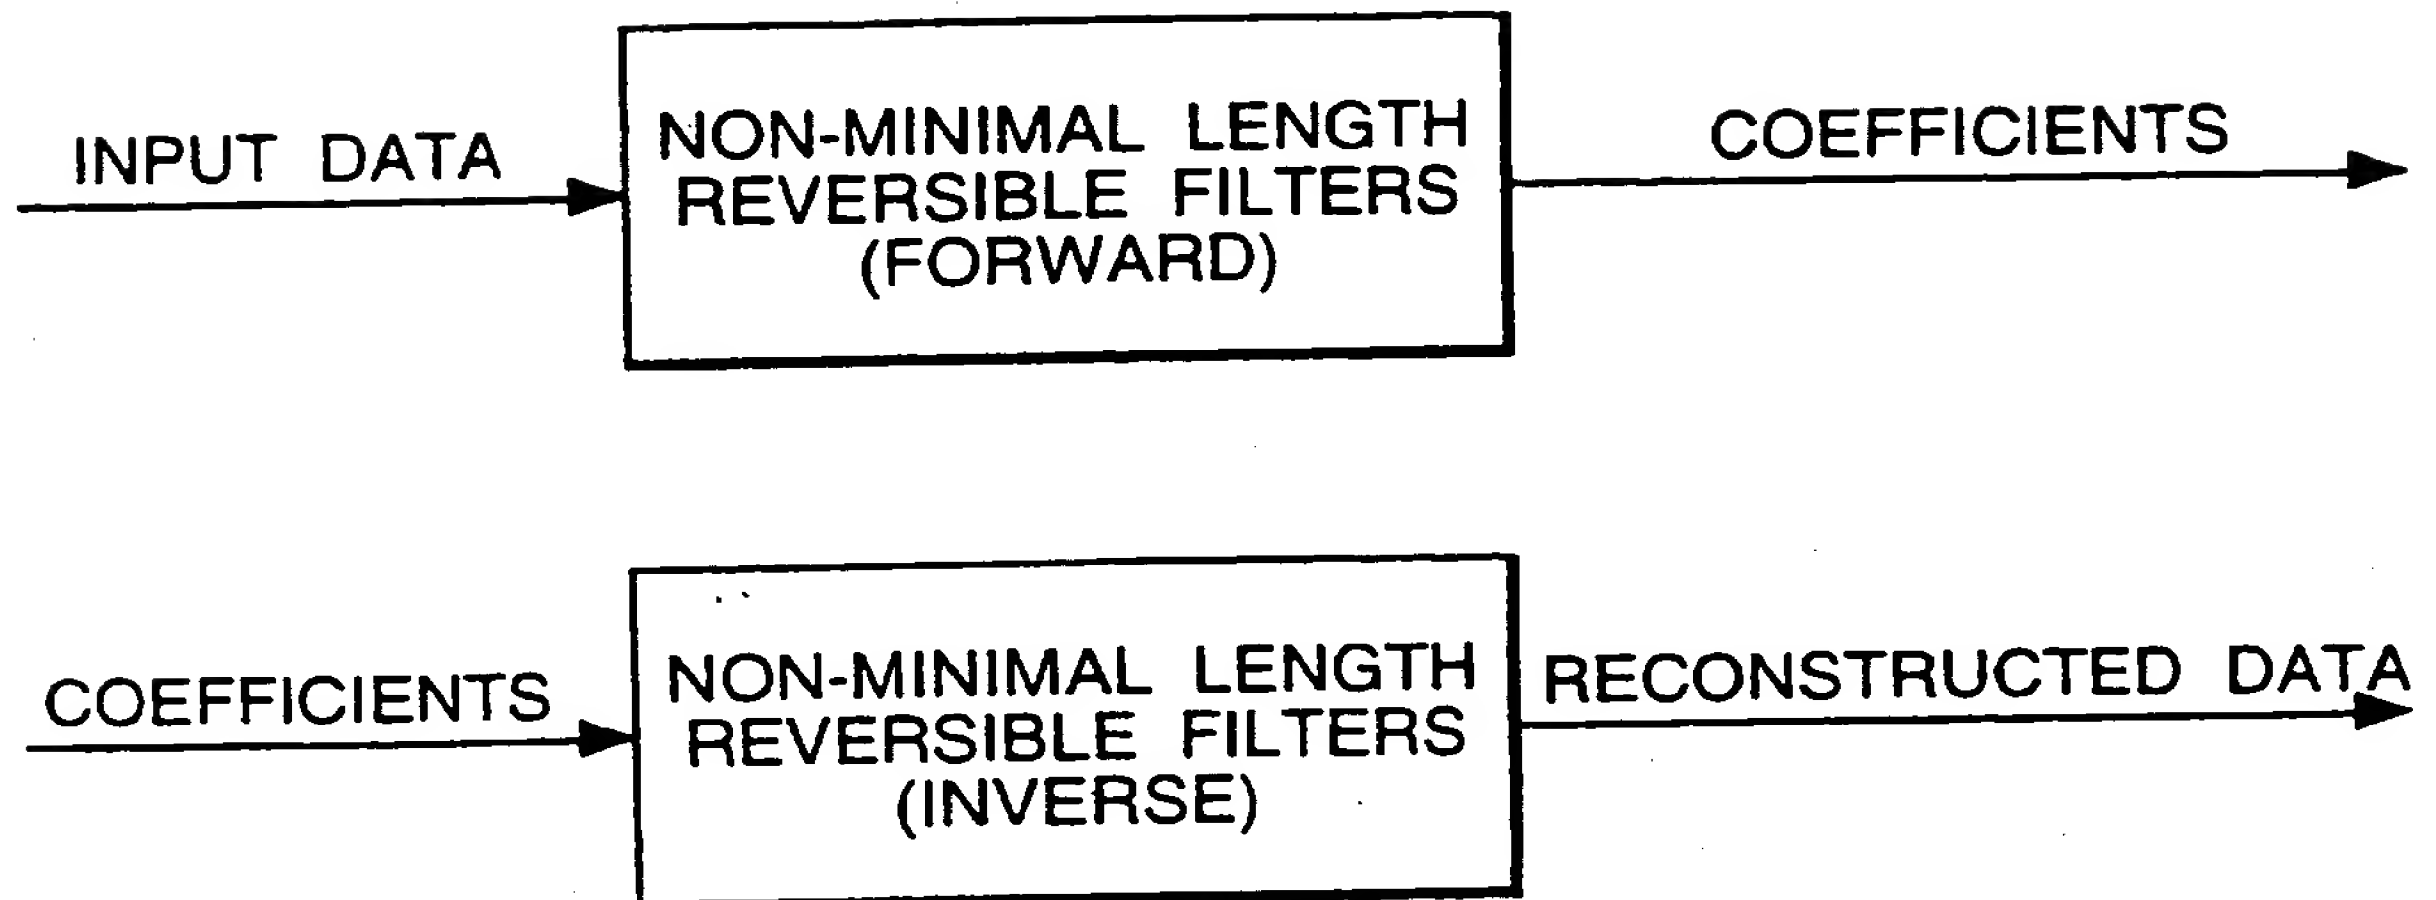 INPUT DATA
NON-MINIMAL LENGTH
REVERSIBLE FILTERS
(FORWARD)
COEFFICIENTS
COEFFICIENTS
NON-MINIMAL LENGTH
REVERSIBLE FILTERS
(INVERSE)
RECONSTRUCTED DATA